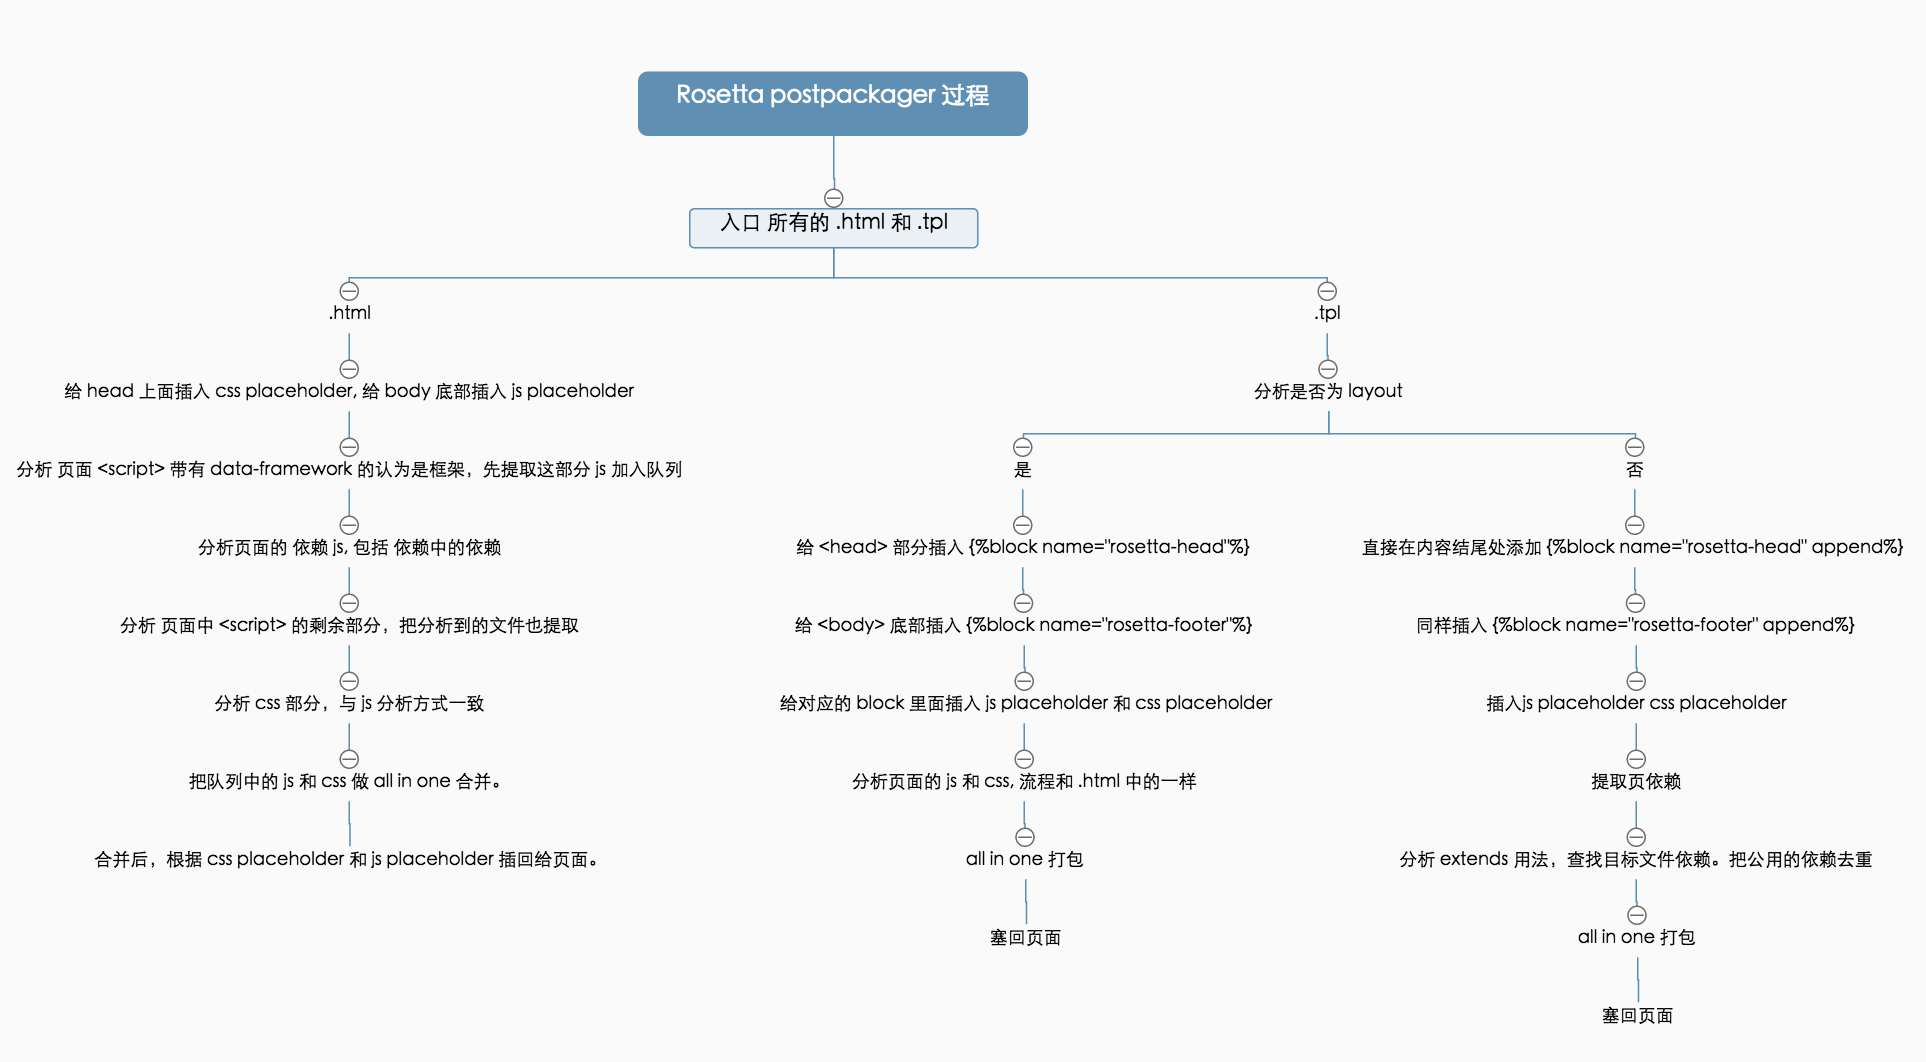 Rosetta postpackager 过程
入口 所有的 .html 和 .tpl
.html
给 head 上面插入 css placeholder, 给 body 底部插入 js placeholder
分析 页面 <script> 带有 data-framework 的认为是框架，先提取这部分 js 加入队列
分析页面的 依赖 js, 包括 依赖中的依赖
分析 页面中 <script> 的剩余部分，把分析到的文件也提取
分析 css 部分，与 js 分析方式一致
把队列中的 js 和 css 做 all in one 合并。
合并后，根据 css placeholder 和 js placeholder 插回给页面。
.tpl
分析是否为 layout
是
给 <head> 部分插入 {%block name="rosetta-head"%}
给 <body> 底部插入 {%block name="rosetta-footer"%}
给对应的 block 里面插入 js placeholder 和 css placeholder
分析页面的 js 和 css, 流程和 .html 中的一样
all in one 打包
塞回页面
否
直接在内容结尾处添加 {%block name="rosetta-head" append%}
同样插入 {%block name="rosetta-footer" append%}
插入js placeholder css placeholder
提取页依赖
分析 extends 用法，查找目标文件依赖。把公用的依赖去重
all in one 打包
塞回页面